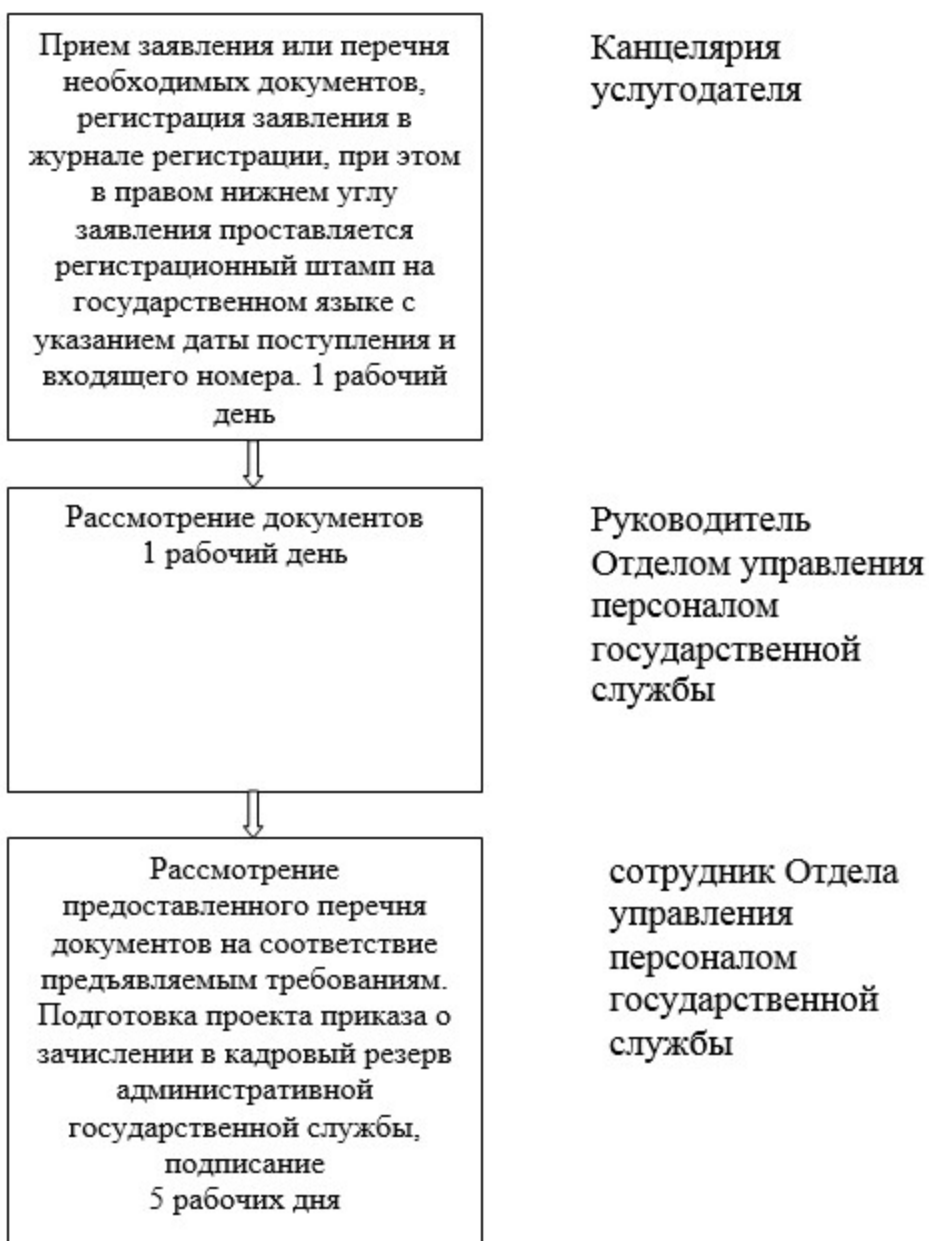 Прием заявления или перечня
необходимых документов,
регистрация заявления в
журнале регистрации, при этом
в правом нижнем углу
заявления проставляется
регистрационный штамп на
государственном языке с
указанием даты поступления и
входящего номера. 1 рабочий
день
Канцелярия
услугодателя
Рассмотрение документов
1 рабочий день
Руководитель
Отделом управления
персоналом
государственной
службы
Рассмотрение
предоставленного перечня
документов на соответствие
предъявляемым требованиям.
Подготовка проекта приказа о
зачислении в кадровый резерв
административной
государственной службы,
подписание
5 рабочих дня
сотрудник Отдела
управления
персоналом
государственной
службы